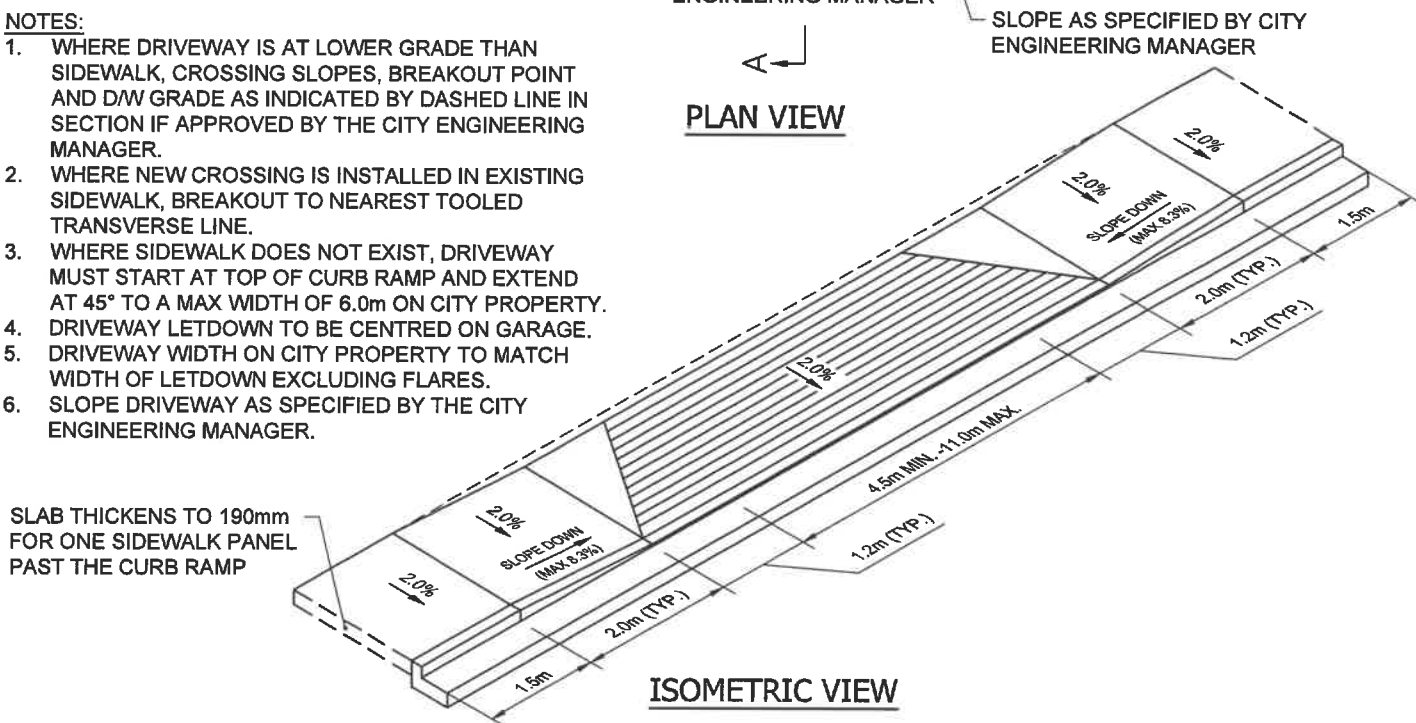 NOTES:
1. WHERE DRIVEWAY IS AT LOWER GRADE THAN
SIDEWALK, CROSSING SLOPES, BREAKOUT POINT
AND D/W GRADE AS INDICATED BY DASHED LINE IN
SECTION IF APPROVED BY THE CITY ENGINEERING
MANAGER.
2. WHERE NEW CROSSING IS INSTALLED IN EXISTING
SIDEWALK, BREAKOUT TO NEAREST TOOLED
TRANSVERSE LINE.
3. WHERE SIDEWALK DOES NOT EXIST, DRIVEWAY
MUST START AT TOP OF CURB RAMP AND EXTEND
AT 45° TO A MAX WIDTH OF 6.0m ON CITY PROPERTY.
4. DRIVEWAY LETDOWN TO BE CENTRED ON GARAGE.
5. DRIVEWAY WIDTH ON CITY PROPERTY TO MATCH
WIDTH OF LETDOWN EXCLUDING FLARES.
6. SLOPE DRIVEWAY AS SPECIFIED BY THE CITY
ENGINEERING MANAGER.
ENGINEERING MANAGER
SLOPE AS SPECIFIED BY CITY
ENGINEERING MANAGER
A
PLAN VIEW
2.0%
2.0%
SLOPE DOWN
(MAX 8.3%)
1.5m
2.0m (TYP.)
1.2m (TYP.)
2.0%
4.5m MIN. -11.0m MAX.
1.2m (TYP.)
2.0%
SLOPE DOWN
(MAX 8.3%)
2.0%
2.0m (TYP.)
1.5m
SLAB THICKENS TO 190mm
FOR ONE SIDEWALK PANEL
PAST THE CURB RAMP
ISOMETRIC VIEW